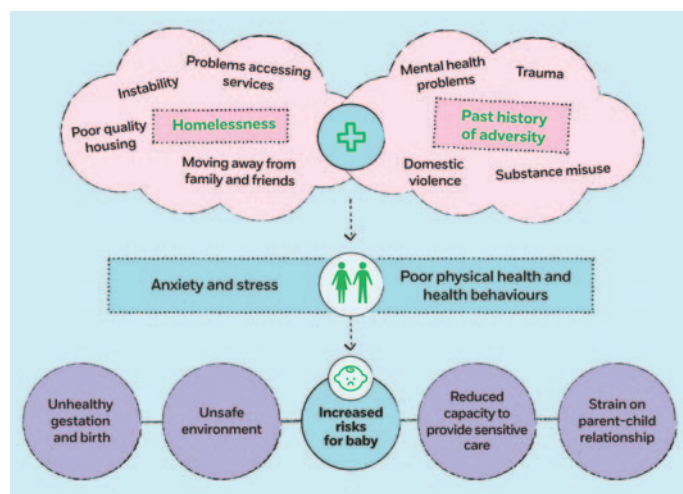 Problems accessing
services
Instability
Poor quality
housing
Homelessness
Moving away from
family and friends
Mental health
problems
Trauma
Past history
of adversity
Domestic
violence
Substance misuse
Anxiety and stress
Poor physical health and
health behaviours
Unhealthy
gestation
and birth
Unsafe
environment
Increased
risks
for baby
Reduced
capacity to
provide sensitive
care
Strain on
parent-child
relationship